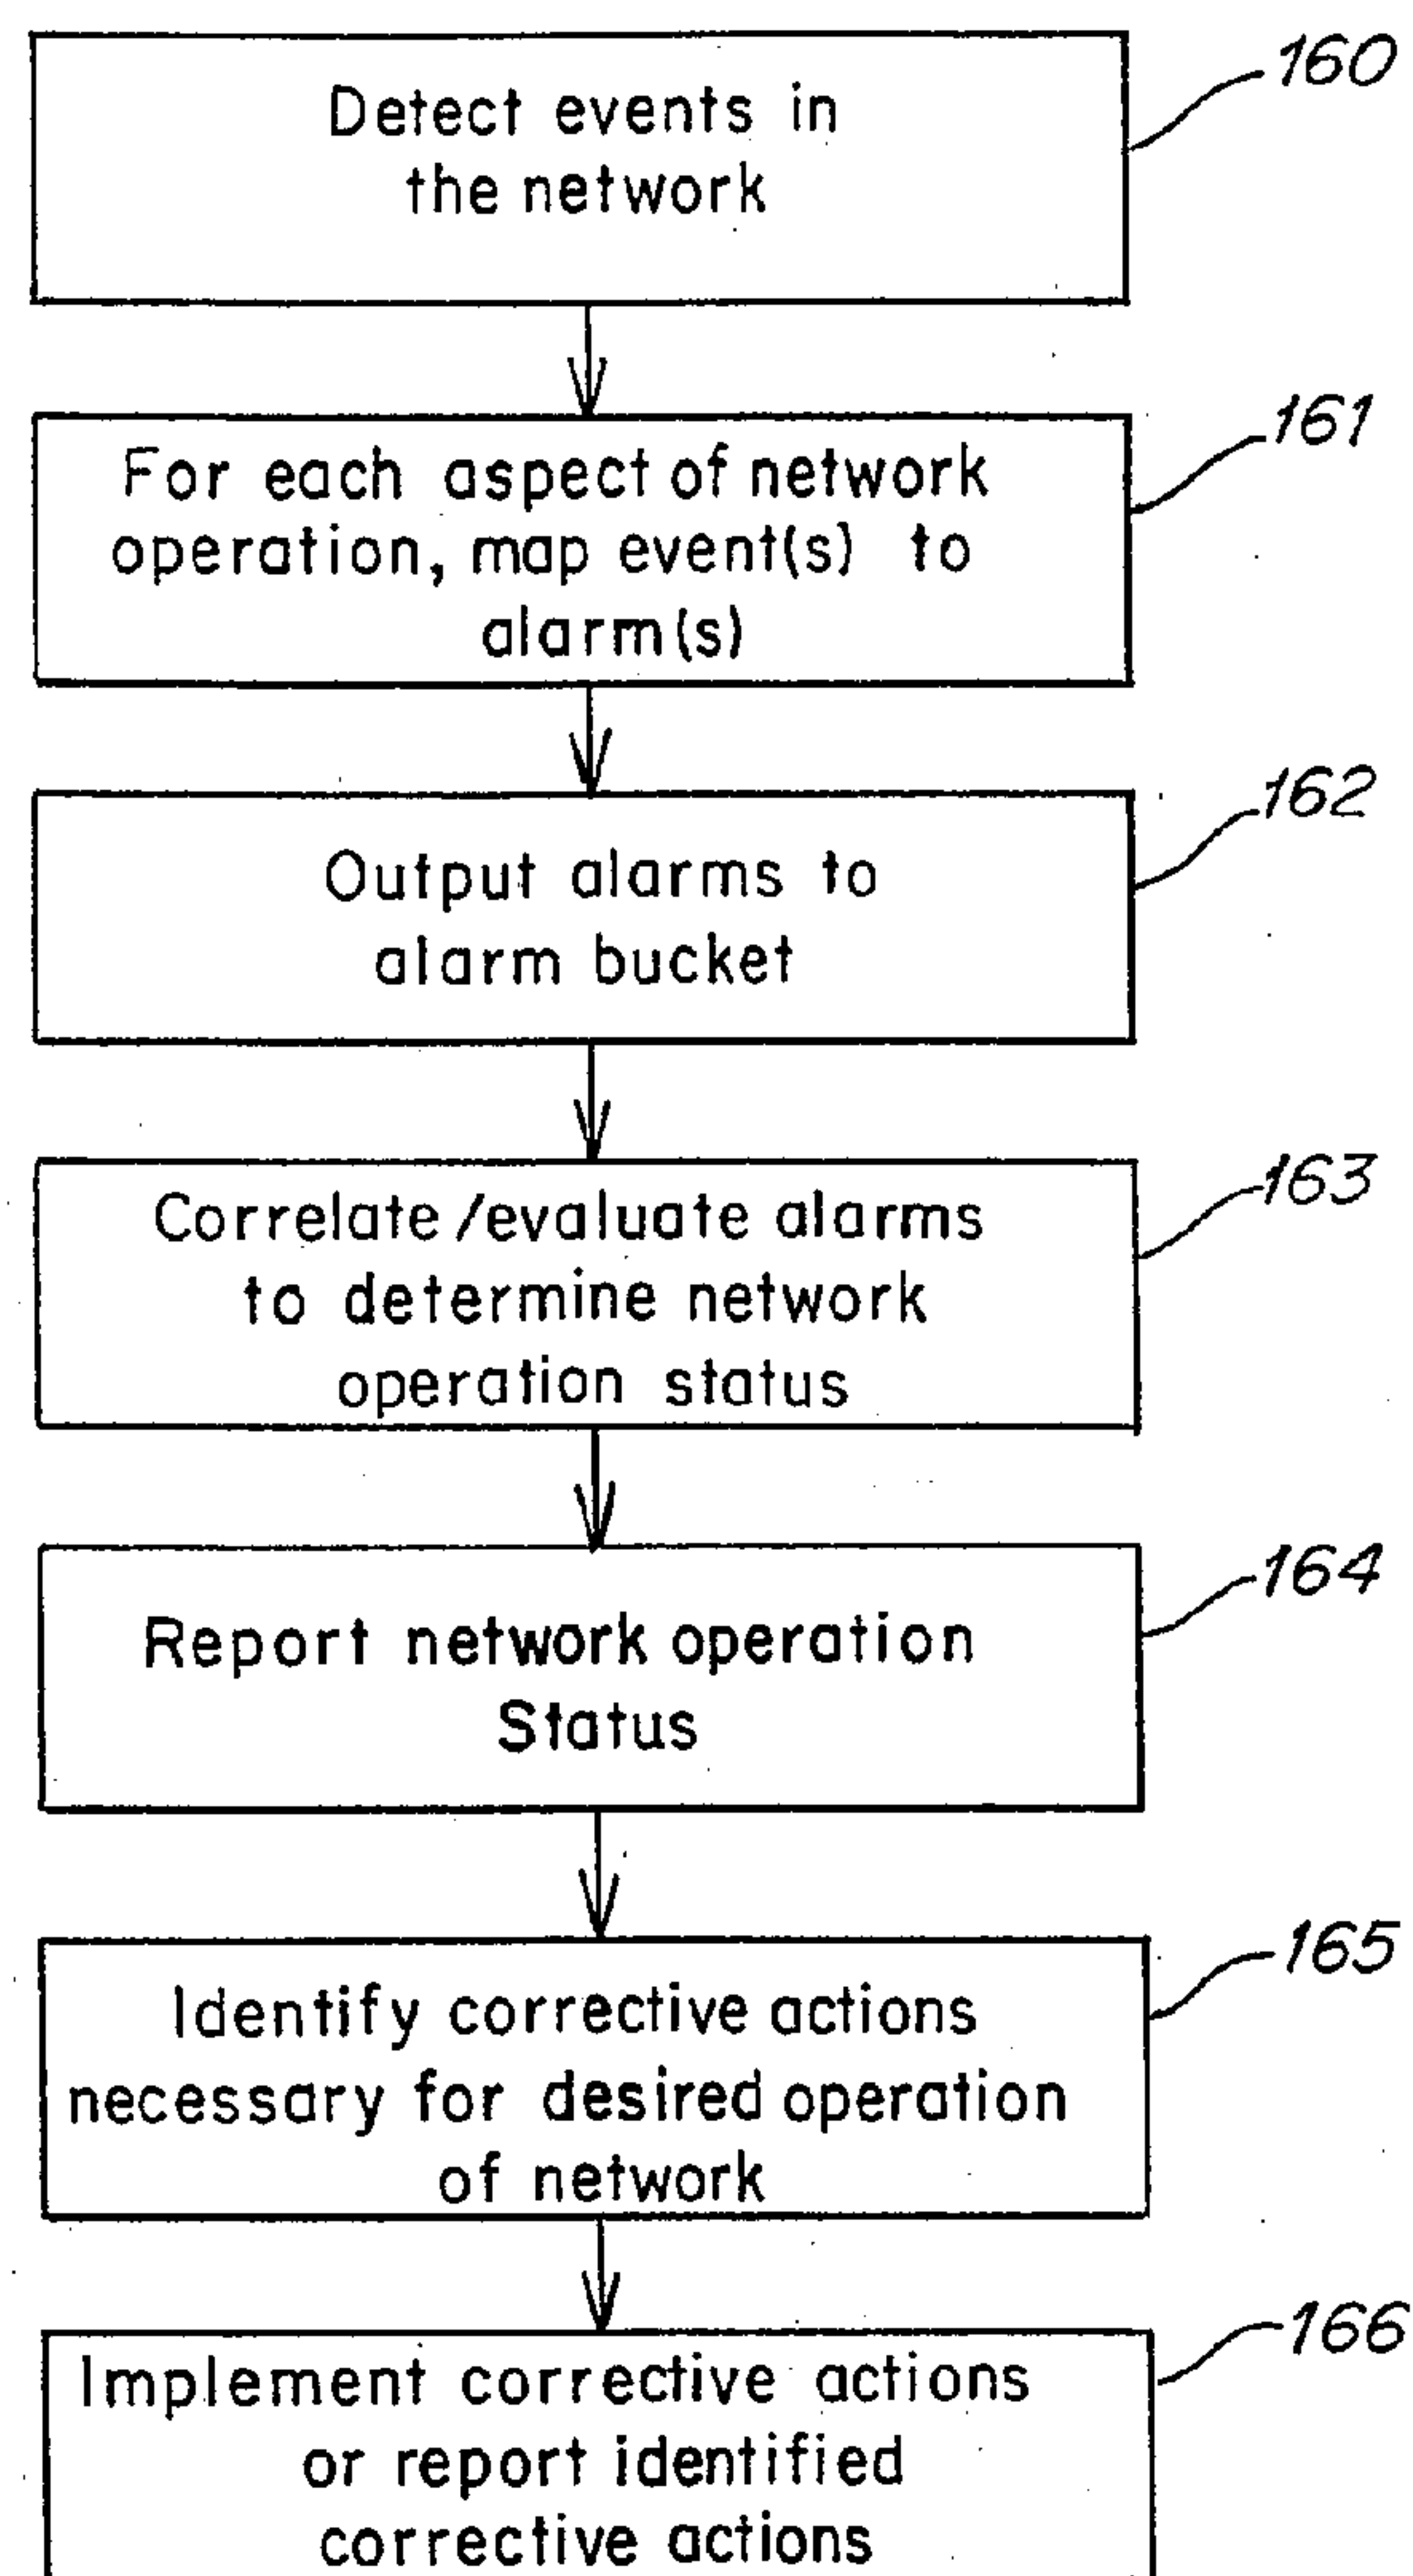 Detect events in
the network
160
For each aspect of network
operation, map event(s) to
alarm(s)
161
Output alarms to
alarm bucket
162
Correlate/evaluate alarms
to determine network
operation status
163
Report network operation
Status
164
Identify corrective actions
necessary for desired operation
of network
165
Implement corrective actions
or report identified
corrective actions
166